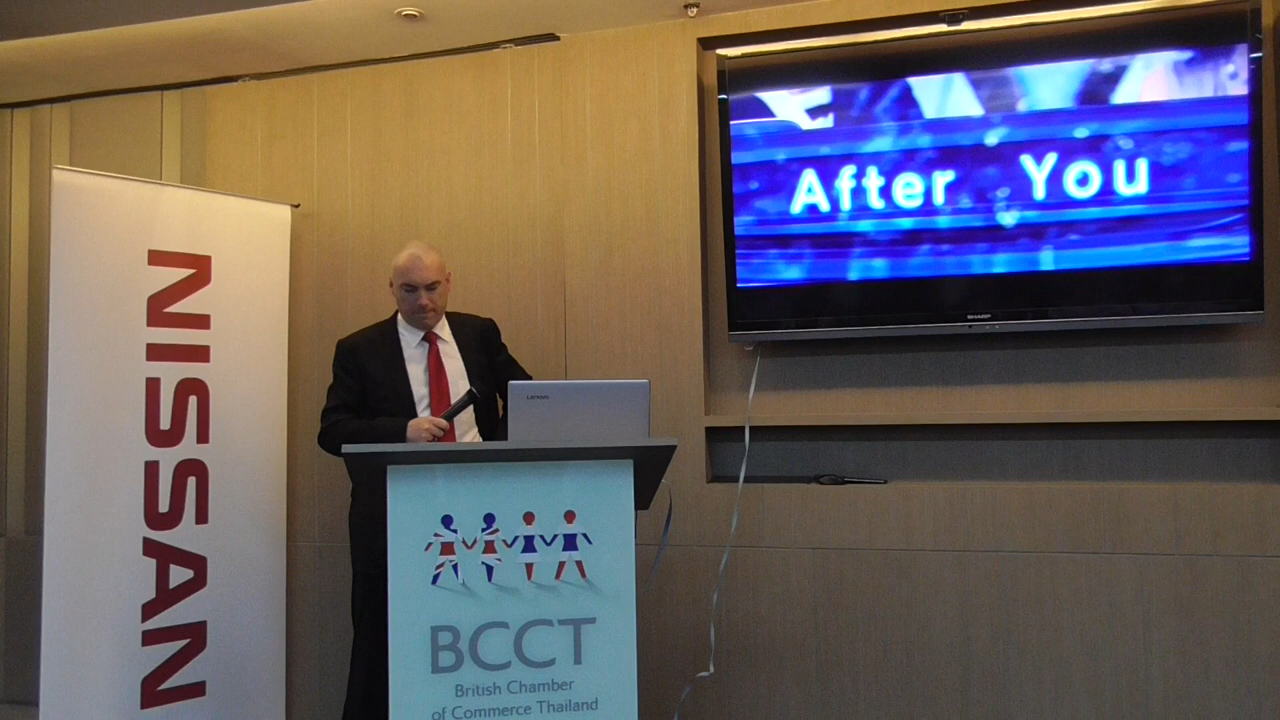 NISSAN
After You
SHARP
Lenovo
BCCT
British Chamber
of Commerce Thailand